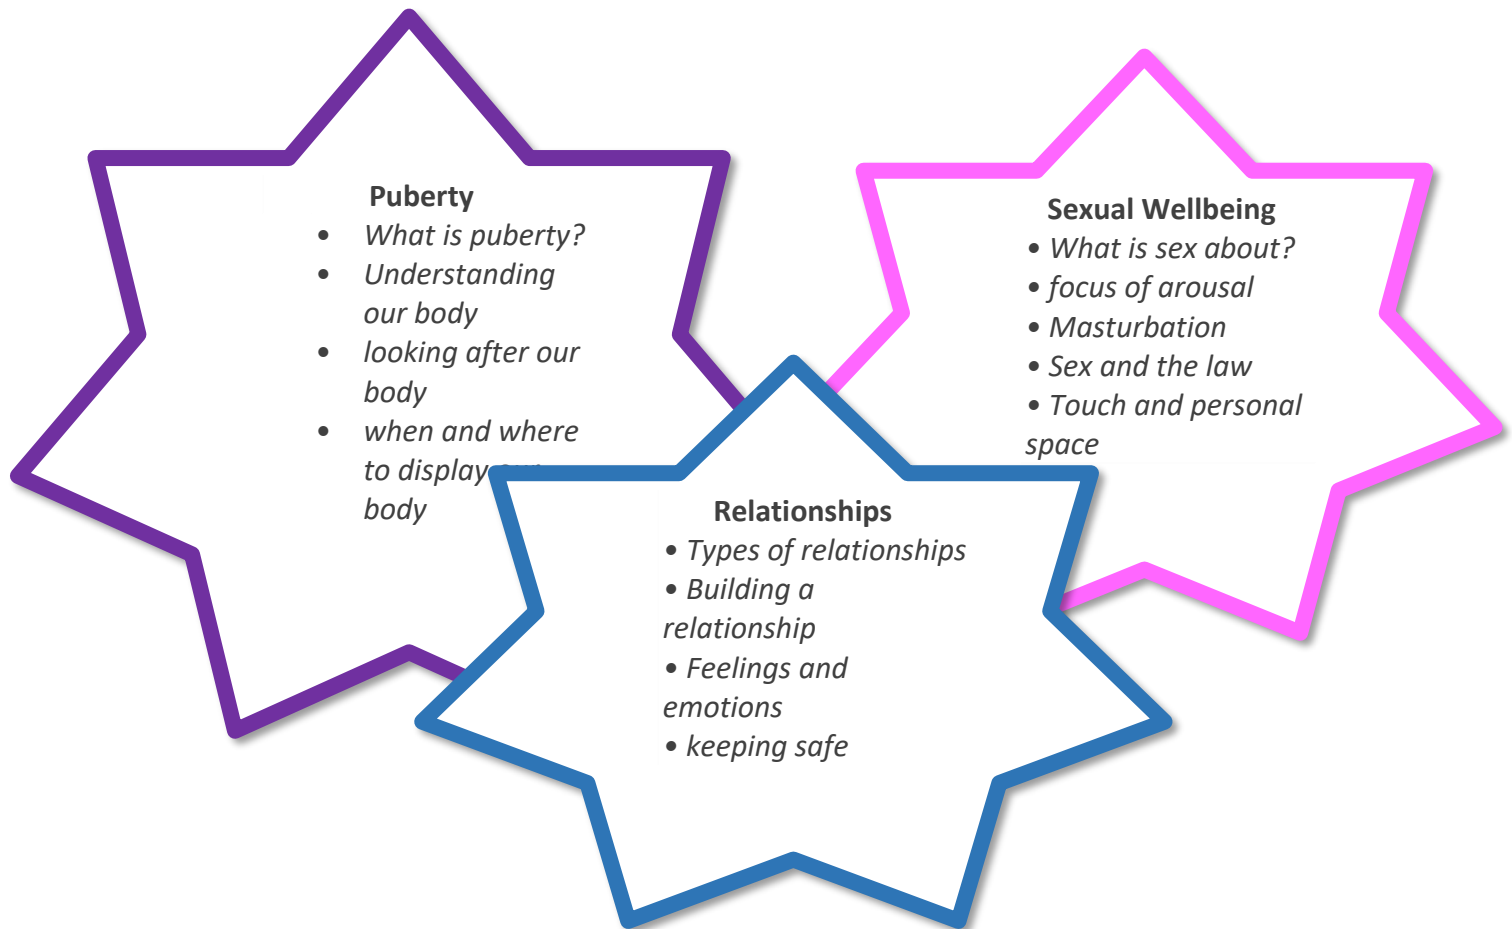 Puberty
• What is puberty?
• Understanding
our body
• looking after our
body
• when and where
to display our
body
Sexual Wellbeing
• What is sex about?
• focus of arousal
• Masturbation
• Sex and the law
• Touch and personal
space
Relationships
• Types of relationships
• Building a
relationship
• Feelings and
emotions
• keeping safe